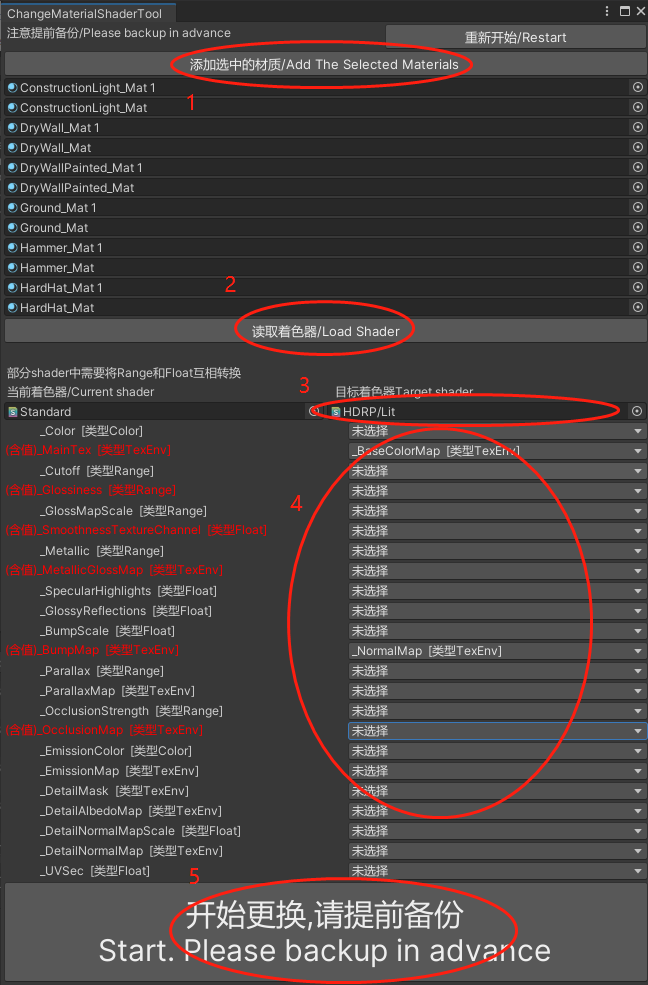 ChangeMaterialShaderTool
注意提前备份/Please backup in advance
重新开始/Restart
添加选中的材质/Add The Selected Materials
ConstructionLight_Mat 1
1
ConstructionLight_Mat
DryWall_Mat 1
DryWall_Mat
DryWallPainted_Mat 1
DryWallPainted_Mat
Ground_Mat 1
Ground_Mat
Hammer_Mat 1
Hammer_Mat
HardHat_Mat 1
2
HardHat_Mat
读取着色器/Load Shader
部分shader中需要将Range和Float互相转换
3
当前着色器/Current shader 目标着色器Target shader
Standard HDRP/Lit
_Color [类型Color] 未选择
(含值)_MainTex [类型TexEnv] _BaseColorMap [类型TexEnv]
_Cutoff [类型Range] 未选择
(含值)_Glossiness [类型Range] 未选择
4
_GlossMapScale [类型Range] 未选择
(含值)_SmoothnessTextureChannel [类型Float] 未选择
_Metallic [类型Range] 未选择
(含值)_MetallicGlossMap [类型TexEnv] 未选择
_SpecularHighlights [类型Float] 未选择
_GlossyReflections [类型Float] 未选择
_BumpScale [类型Float] 未选择
(含值)_BumpMap [类型TexEnv] _NormalMap [类型TexEnv]
_Parallax [类型Range] 未选择
_ParallaxMap [类型TexEnv] 未选择
_OcclusionStrength [类型Range] 未选择
(含值)_OcclusionMap [类型TexEnv] 未选择
_EmissionColor [类型Color] 未选择
_EmissionMap [类型TexEnv] 未选择
_DetailMask [类型TexEnv] 未选择
_DetailAlbedoMap [类型TexEnv] 未选择
_DetailNormalMapScale [类型Float] 未选择
_DetailNormalMap [类型TexEnv] 未选择
_UVSec [类型Float] 未选择
5
开始更换,请提前备份
Start. Please backup in advance